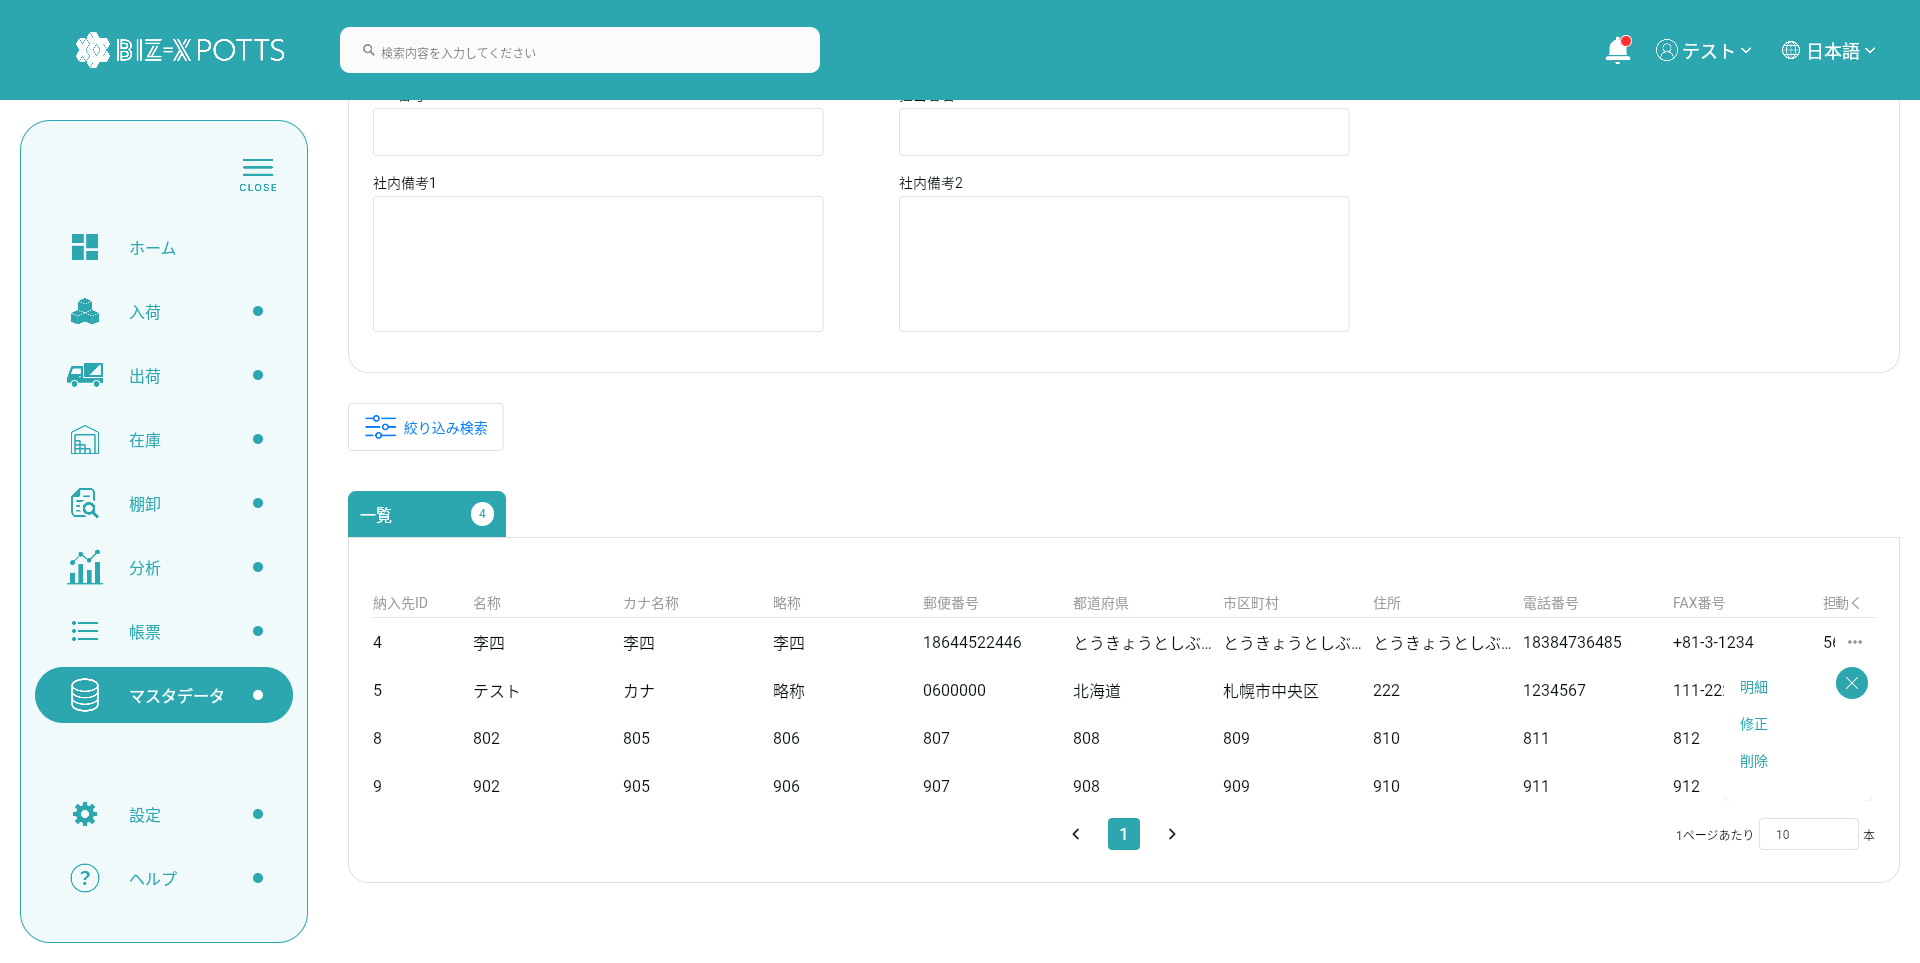 BIZ-X POTTS
検索内容を入力してください
テスト
日本語
CLOSE
ホーム
入荷
出荷
在庫
棚卸
分析
帳票
マスタデータ
設定
ヘルプ
社内備考1
社内備考2
絞り込み検索
一覧 4
納入先ID 名称 カナ名称 略称 郵便番号 都道府県 市区町村 住所 電話番号 FAX番号 担動く
4 李四 李四 李四 18644522446 とうきょうとしぶ... とうきょうとしぶ... とうきょうとしぶ... 18384736485 +81-3-1234
5 テスト カナ 略称 0600000 北海道 札幌市中央区 222 1234567 111-22
8 802 805 806 807 808 809 810 811 812
9 902 905 906 907 908 909 910 911 912
明細
修正
削除
1
1ページあたり 10 本